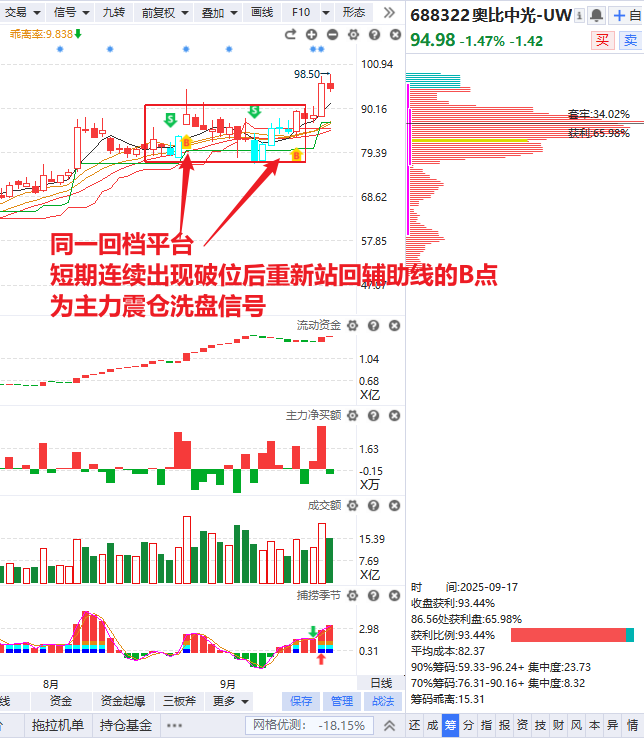 交易 信号 九转 前复权 叠加 画线 F10 形态
乖离率:9.838
688322 奥比中光-UW
自
94.98 -1.47% -1.42
买 卖
100.94
98.50
90.16
79.39
68.62
57.85
47.07
S
S
B
B
套牢:34.02%
获利:65.98%
同一回档平台
短期连续出现破位后重新站回辅助线的B点
为主力震仓洗盘信号
流动资金
1.04
0.68
X亿
主力净买额
1.63
-0.15
X万
成交额
15.39
7.69
X亿
捕捞季节
2.98
0.31
8月 9月 日线
时 间:2025-09-17
收盘获利:93.44%
86.56处获利盘:65.98%
获利比例:93.44%
平均成本:82.37
90%筹码:59.33-96.24+ 集中度:23.73
70%筹码:76.31-90.16+ 集中度:8.32
筹码乖离:15.31
线 资金 资金起爆 三板斧 更多 保存 管理 战法
拖拉机单 持仓基金 网格优测: -18.15%
还 成 筹 分 指 报 资 技 财 风 本 异 情